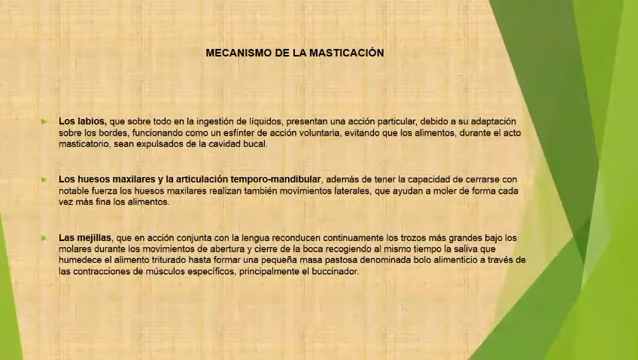 MECANISMO DE LA MASTICACIÓN
Los labios, que sobre todo en la ingestión de líquidos, presentan una acción particular, debido a su adaptación
sobre los bordes, funcionando como un esfínter de acción voluntaria, evitando que los alimentos, durante el acto
masticatorio, sean expulsados de la cavidad bucal.
Los huesos maxilares y la articulación temporo-mandibular, además de tener la capacidad de cerrarse con
notable fuerza los huesos maxilares realizan también movimientos laterales, que ayudan a moler de forma cada
vez más fina los alimentos.
Las mejillas, que en acción conjunta con la lengua reconducen continuamente los trozos más grandes bajo los
molares durante los movimientos de abertura y cierre de la boca recogiendo al mismo tiempo la saliva que
humedece el alimento triturado hasta formar una pequeña masa pastosa denominada bolo alimenticio a través de
las contracciones de músculos específicos, principalmente el buccinador.